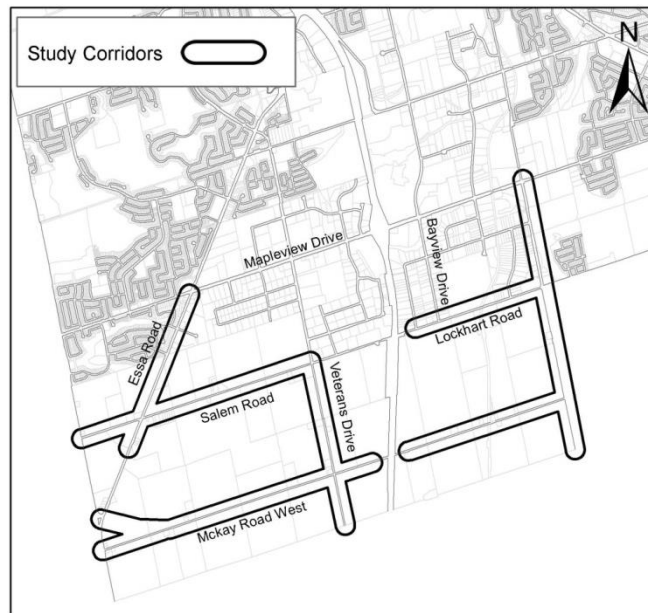 Study Corridors
N
Mapleview Drive
Bayview Drive
Essa Road
Lockhart Road
Salem Road
Veterans Drive
Mckay Road West